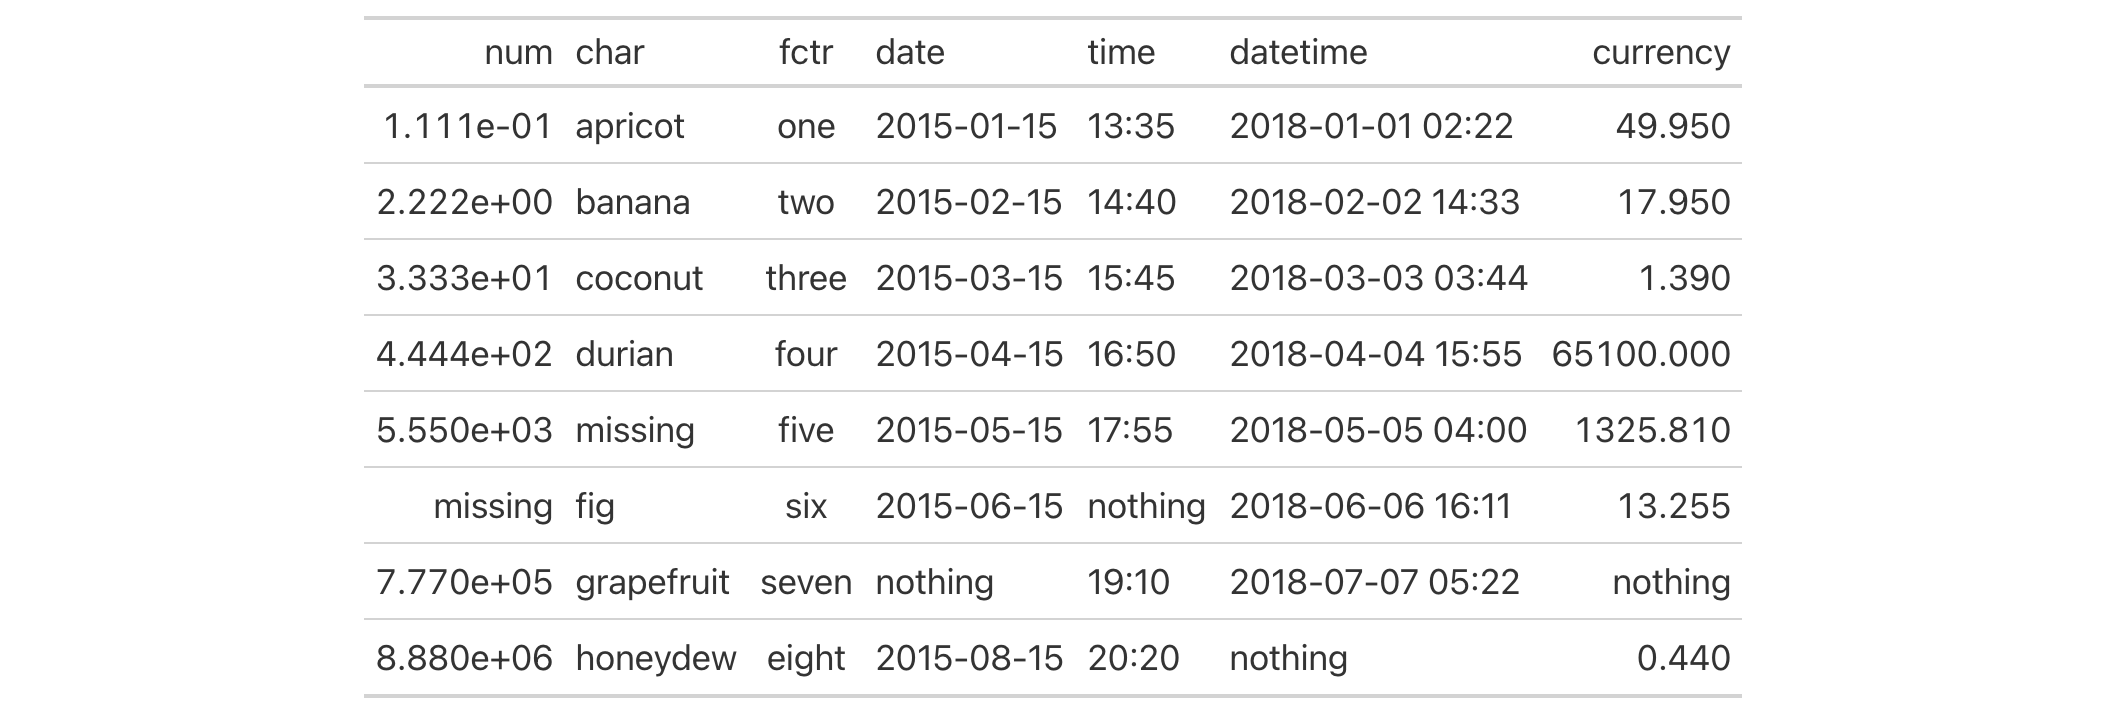 num char fctr date time datetime currency
1.111e-01 apricot one 2015-01-15 13:35 2018-01-01 02:22 49.950
2.222e+00 banana two 2015-02-15 14:40 2018-02-02 14:33 17.950
3.333e+01 coconut three 2015-03-15 15:45 2018-03-03 03:44 1.390
4.444e+02 durian four 2015-04-15 16:50 2018-04-04 15:55 65100.000
5.550e+03 missing five 2015-05-15 17:55 2018-05-05 04:00 1325.810
missing fig six 2015-06-15 nothing 2018-06-06 16:11 13.255
7.770e+05 grapefruit seven nothing 19:10 2018-07-07 05:22 nothing
8.880e+06 honeydew eight 2015-08-15 20:20 nothing 0.440